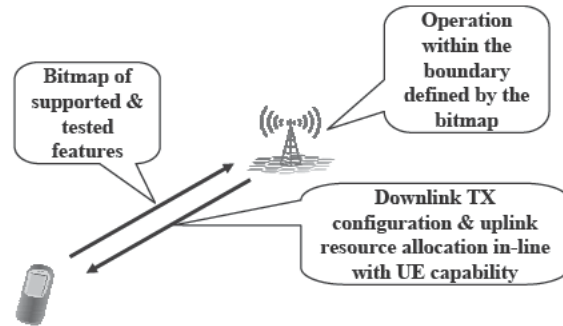 Operation
within the
boundary
defined by the
bitmap
Bitmap of
supported &
tested
features
Downlink TX
configuration & uplink
resource allocation in-line
with UE capability